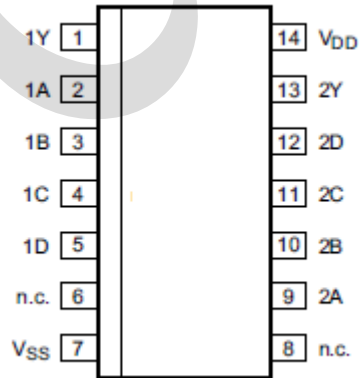 1Y 1 14 VDD
1A 2 13 2Y
1B 3 12 2D
1C 4 11 2C
1D 5 10 2B
n.c. 6 9 2A
VSS 7 8 n.c.